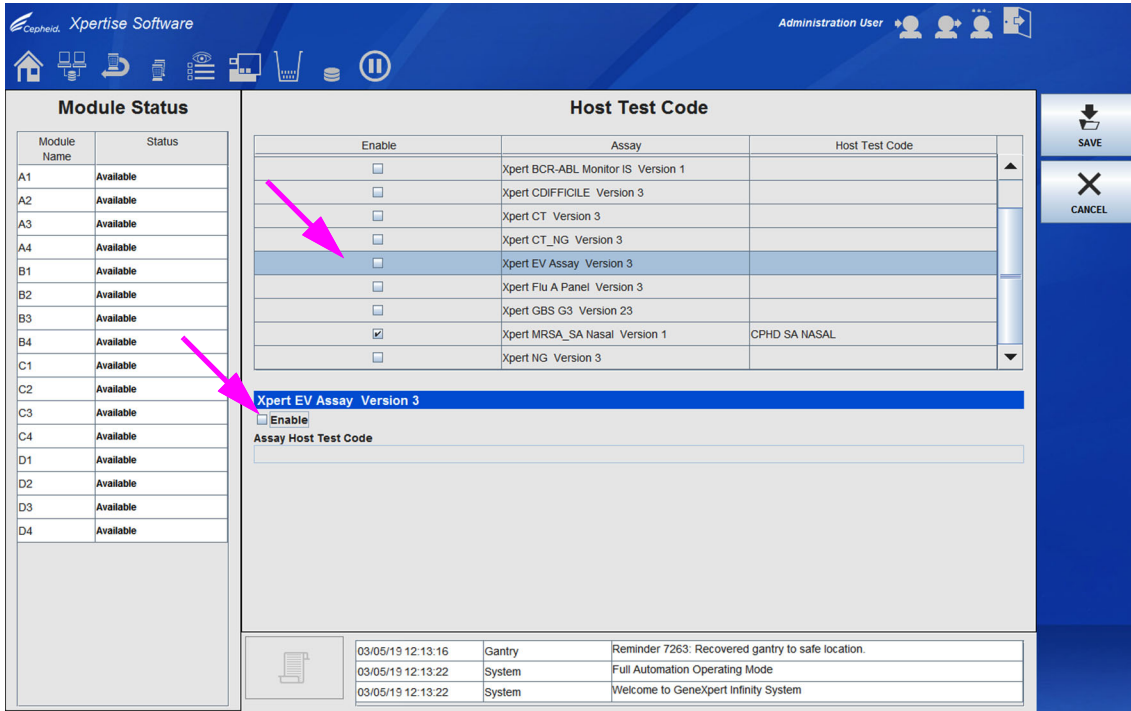 Cepheid. Xpertise Software
Administration User
Module Status
Module Name Status
A1 Available
A2 Available
A3 Available
A4 Available
B1 Available
B2 Available
B3 Available
B4 Available
C1 Available
C2 Available
C3 Available
C4 Available
D1 Available
D2 Available
D3 Available
D4 Available
Host Test Code
Enable Assay Host Test Code
Xpert BCR-ABL Monitor IS Version 1
Xpert CDIFFICILE Version 3
Xpert CT Version 3
Xpert CT_NG Version 3
Xpert EV Assay Version 3
Xpert Flu A Panel Version 3
Xpert GBS G3 Version 23
Xpert MRSA_SA Nasal Version 1 CPHD SA NASAL
Xpert NG Version 3
Xpert EV Assay Version 3
Enable
Assay Host Test Code
03/05/19 12:13:16 Gantry Reminder 7263: Recovered gantry to safe location.
03/05/19 12:13:22 System Full Automation Operating Mode
03/05/19 12:13:22 System Welcome to GeneXpert Infinity System
SAVE
CANCEL